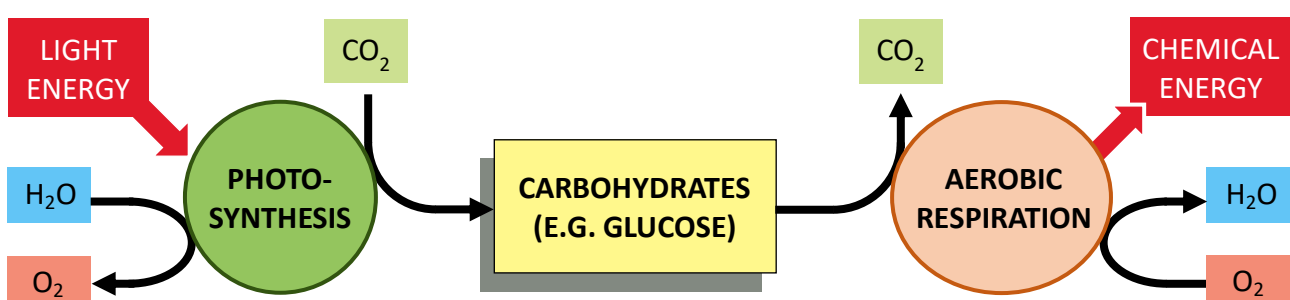 LIGHT
ENERGY
CO₂
CO₂
CHEMICAL
ENERGY
H₂O
O₂
PHOTO-
SYNTHESIS
CARBOHYDRATES
(E.G. GLUCOSE)
AEROBIC
RESPIRATION
H₂O
O₂